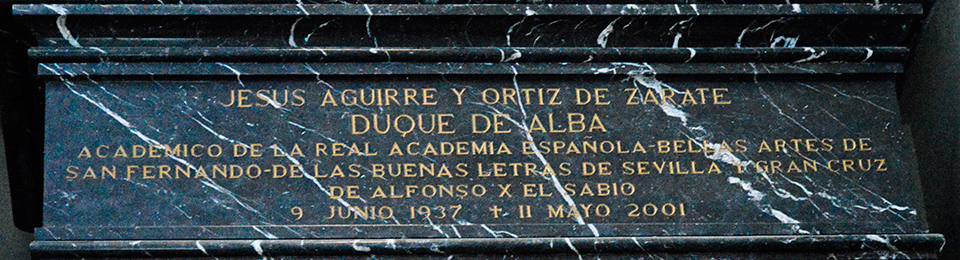 JESUS AGUIRRE Y ORTIZ DE ZARATE
DUQUE DE ALBA
ACADEMICO DE LA REAL ACADEMIA ESPAÑOLA-BELLAS ARTES DE
SAN FERNANDO-DE LAS BUENAS LETRAS DE SEVILLA Y GRAN CRUZ
DE ALFONSO X EL SABIO
9 JUNIO 1937 ✝ 11 MAYO 2001